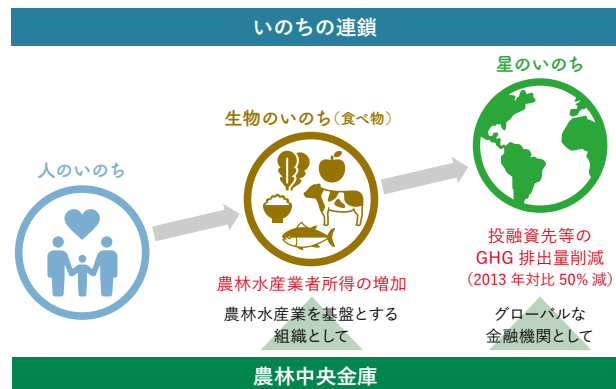 いのちの連鎖
星のいのち
生物のいのち（食べ物）
人のいのち
農林水産業者所得の増加
農林水産業を基盤とする
組織として
投融資先等の
GHG 排出量削減
（2013 年対比 50% 減）
グローバルな
金融機関として
農林中央金庫